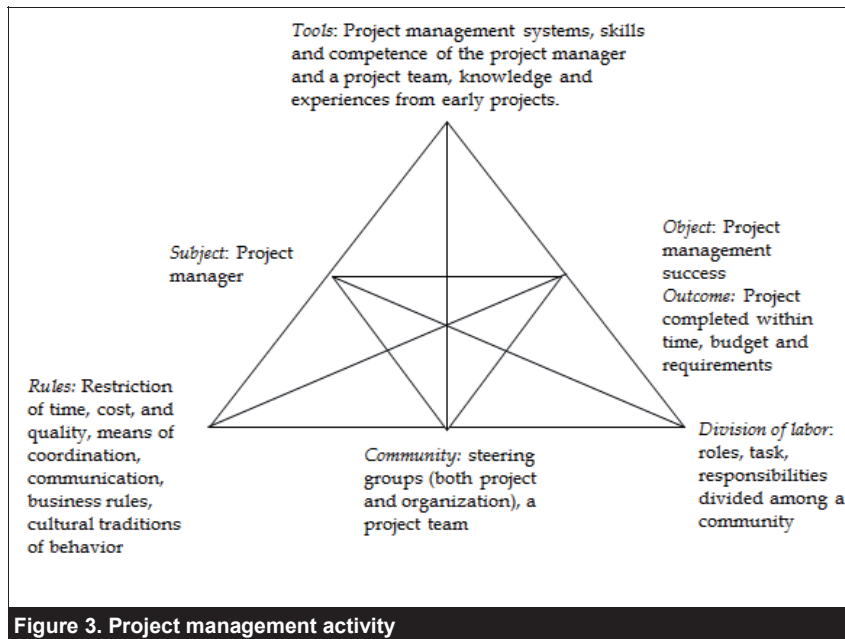 Tools: Project management systems, skills
and competence of the project manager
and a project team, knowledge and
experiences from early projects.
Subject: Project
manager
Object: Project
management
success
Outcome: Project
completed within
time, budget and
requirements
Rules: Restriction
of time, cost, and
quality, means of
coordination,
communication,
business rules,
cultural traditions
of behavior
Community: steering
groups (both project
and organization), a
project team
Division of labor:
roles, task,
responsibilities
divided among a
community
Figure 3. Project management activity